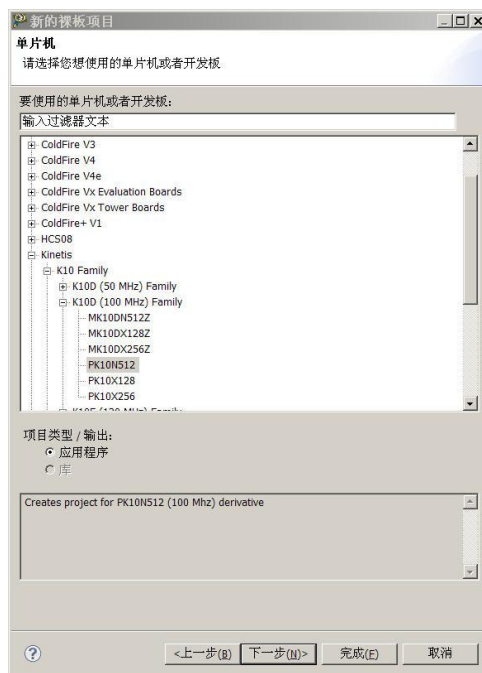 新的裸板项目
单片机
请选择您想使用的单片机或者开发板
要使用的单片机或者开发板:
输入过滤器文本
ColdFire V3
ColdFire V4
ColdFire V4e
ColdFire Vx Evaluation Boards
ColdFire Vx Tower Boards
ColdFire+ V1
HCS08
Kinetis
K10 Family
K10D (50 MHz) Family
K10D (100 MHz) Family
MK10DN512Z
MK10DX128Z
MK10DX256Z
PK10N512
PK10X128
PK10X256
K10F (120 MHz) Family
项目类型 / 输出:
应用程序
库
Creates project for PK10N512 (100 Mhz) derivative
<上一步(B) 下一步(N)> 完成(F) 取消